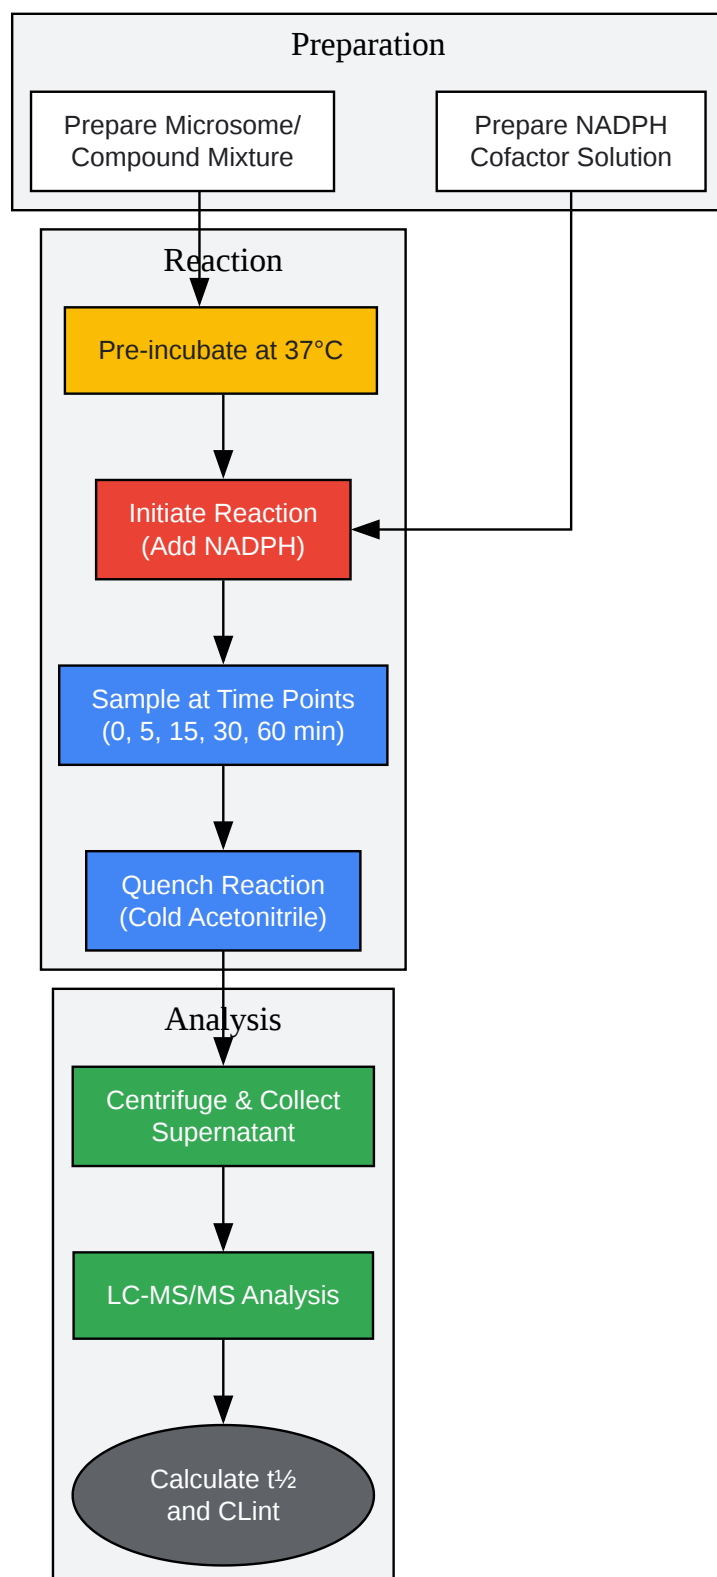 Preparation
Prepare Microsome/
Compound Mixture
Prepare NADPH
Cofactor Solution
Reaction
Pre-incubate at 37°C
Initiate Reaction
(Add NADPH)
Sample at Time Points
(0, 5, 15, 30, 60 min)
Quench Reaction
(Cold Acetonitrile)
Analysis
Centrifuge & Collect
Supernatant
LC-MS/MS Analysis
Calculate t½
and CLint